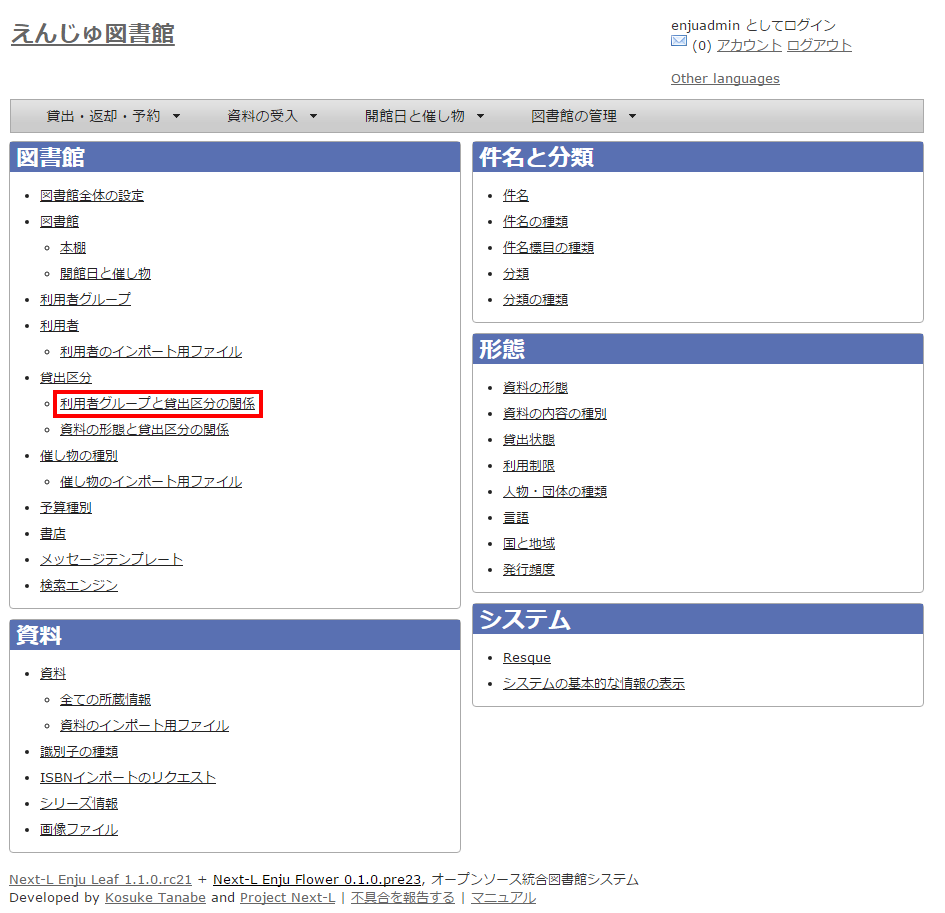 えんじゅ図書館
enjuadmin としてログイン
(0) アカウント ログアウト
Other languages
貸出・返却・予約 資料の受入 開館日と催し物 図書館の管理
図書館
図書館全体の設定
図書館
本棚
開館日と催し物
利用者グループ
利用者
利用者のインポート用ファイル
貸出区分
利用者グループと貸出区分の関係
資料の形態と貸出区分の関係
催し物の種別
催し物のインポート用ファイル
予算種別
書店
メッセージテンプレート
検索エンジン
資料
資料
全ての所蔵情報
資料のインポート用ファイル
識別子の種類
ISBNインポートのリクエスト
シリーズ情報
画像ファイル
件名と分類
件名
件名の種類
件名標目の種類
分類
分類の種類
形態
資料の形態
資料の内容の種別
貸出状態
利用制限
人物・団体の種類
言語
国と地域
発行頻度
システム
Resque
システムの基本的な情報の表示
Next-L Enju Leaf 1.1.0.rc21 + Next-L Enju Flower 0.1.0.pre23, オープンソース統合図書館システム
Developed by Kosuke Tanabe and Project Next-L | 不具合を報告する | マニュアル